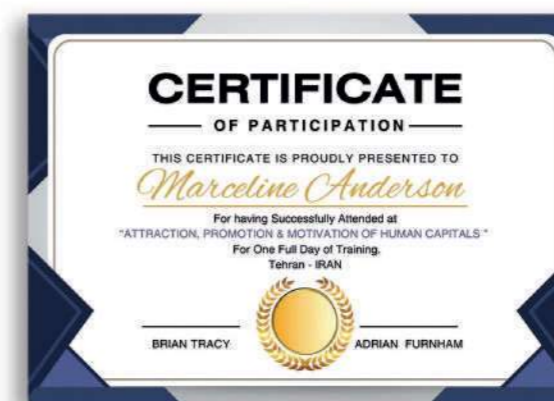 CERTIFICATE
OF PARTICIPATION
THIS CERTIFICATE IS PROUDLY PRESENTED TO
Marceline Anderson
For having Successfully Attended at
"ATTRACTION, PROMOTION & MOTIVATION OF HUMAN CAPITALS "
For One Full Day of Training.
Tehran - IRAN
BRIAN TRACY ADRIAN FURNHAM